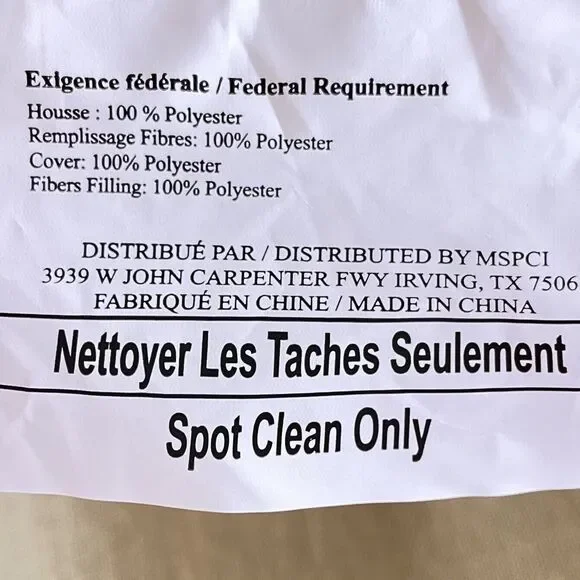 Exigence fédérale / Federal Requirement
Housse : 100 % Polyester
Remplissage Fibres: 100% Polyester
Cover: 100% Polyester
Fibers Filling: 100% Polyester
DISTRIBUÉ PAR / DISTRIBUTED BY MSPCI
3939 W JOHN CARPENTER FWY IRVING, TX 7506
FABRIQUÉ EN CHINE / MADE IN CHINA
Nettoyer Les Taches Seulement
Spot Clean Only